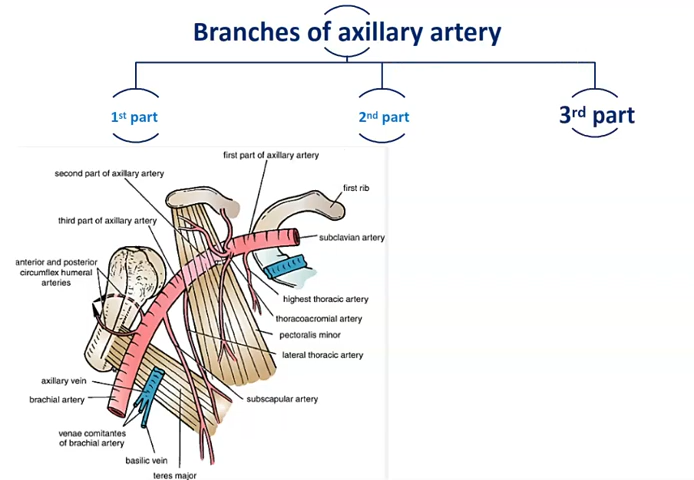 Branches of axillary artery
1st part
2nd part
3rd part
first part of axillary artery
second part of axillary artery
first rib
third part of axillary artery
subclavian artery
anterior and posterior
circumflex humeral
arteries
highest thoracic artery
thoracoacromial artery
pectoralis minor
lateral thoracic artery
axillary vein
brachial artery
subscapular artery
venae comitantes
of brachial artery
basilic vein
teres major